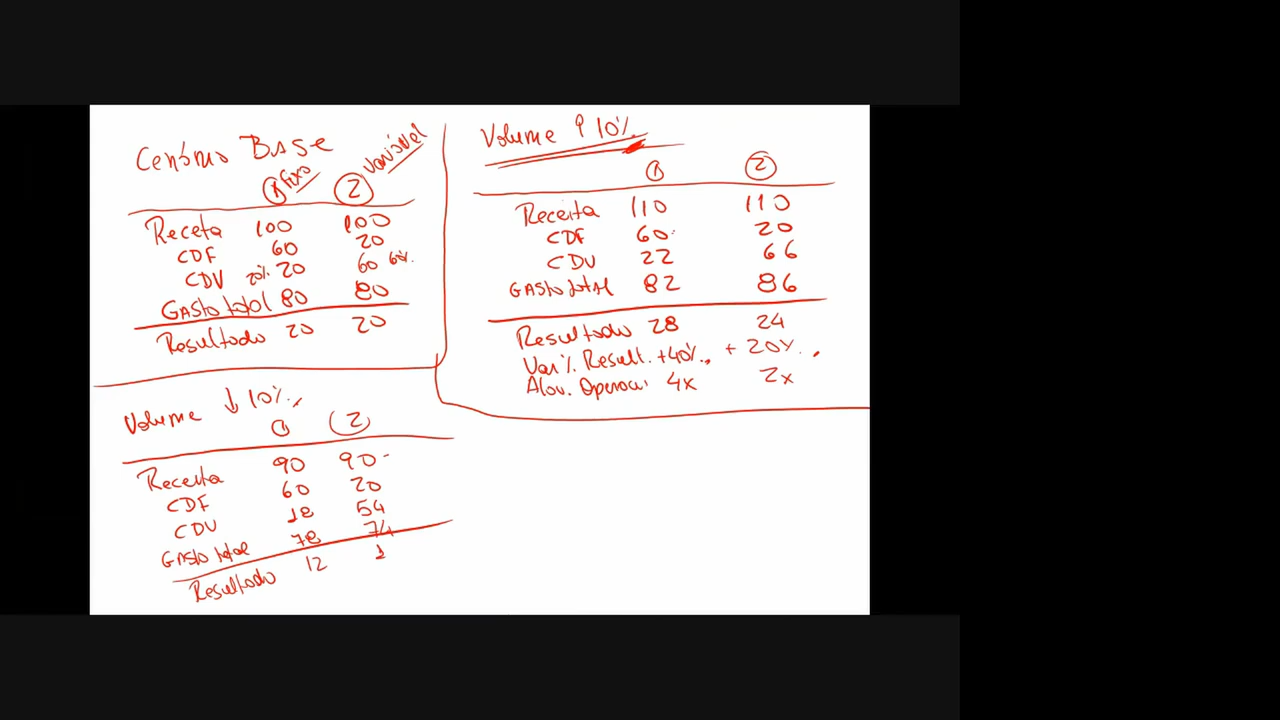 Cenário Base
① fixo ② variável
Receta 100 100
CDF 60 20
CDV 20% 20 60 60%.
Gasto total 80 80
Resultado 20 20
Volume ↑ 10%
① ②
Receita 110 110
CDF 60 20
CDV 22 66
Gasto total 82 86
Resultado 28 24
Var% Result. +40% + 20%.
Alav. Operaci 4x 2x
Volume ↓ 10%
① ②
Receita 90 90
CDF 60 20
CDV 18 54
Gasto total 78 74
Resultado 12 1